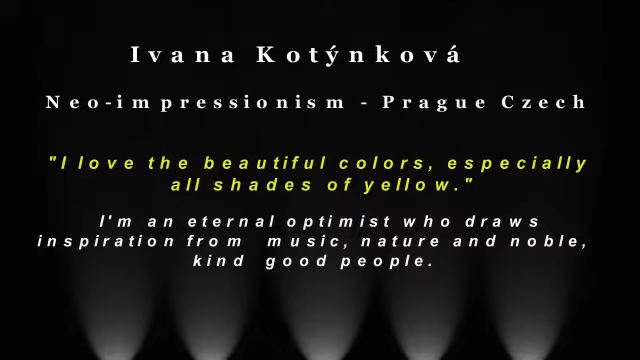 Ivana Kotýnková
Neo-impressionism - Prague Czech
"I love the beautiful colors, especially
all shades of yellow."
I'm an eternal optimist who draws
inspiration from music, nature and noble,
kind good people.